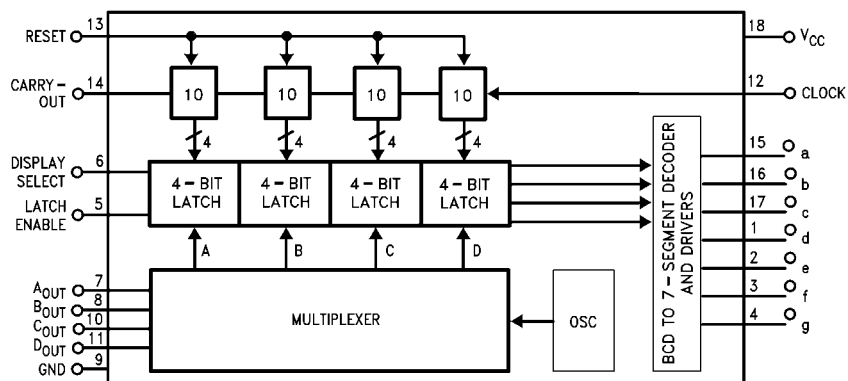 RESET 13
18 VCC
CARRY-
OUT 14
10 10 10 10
12 CLOCK
4 4 4 4
DISPLAY
SELECT 6
LATCH
ENABLE 5
4-BIT
LATCH
4-BIT
LATCH
4-BIT
LATCH
4-BIT
LATCH
BCD TO 7-SEGMENT DECODER
AND DRIVERS
15 a
16 b
17 c
1 d
2 e
3 f
4 g
A B C D
AOUT 7
BOUT 8
COUT 10
DOUT 11
GND 9
MULTIPLEXER
OSC